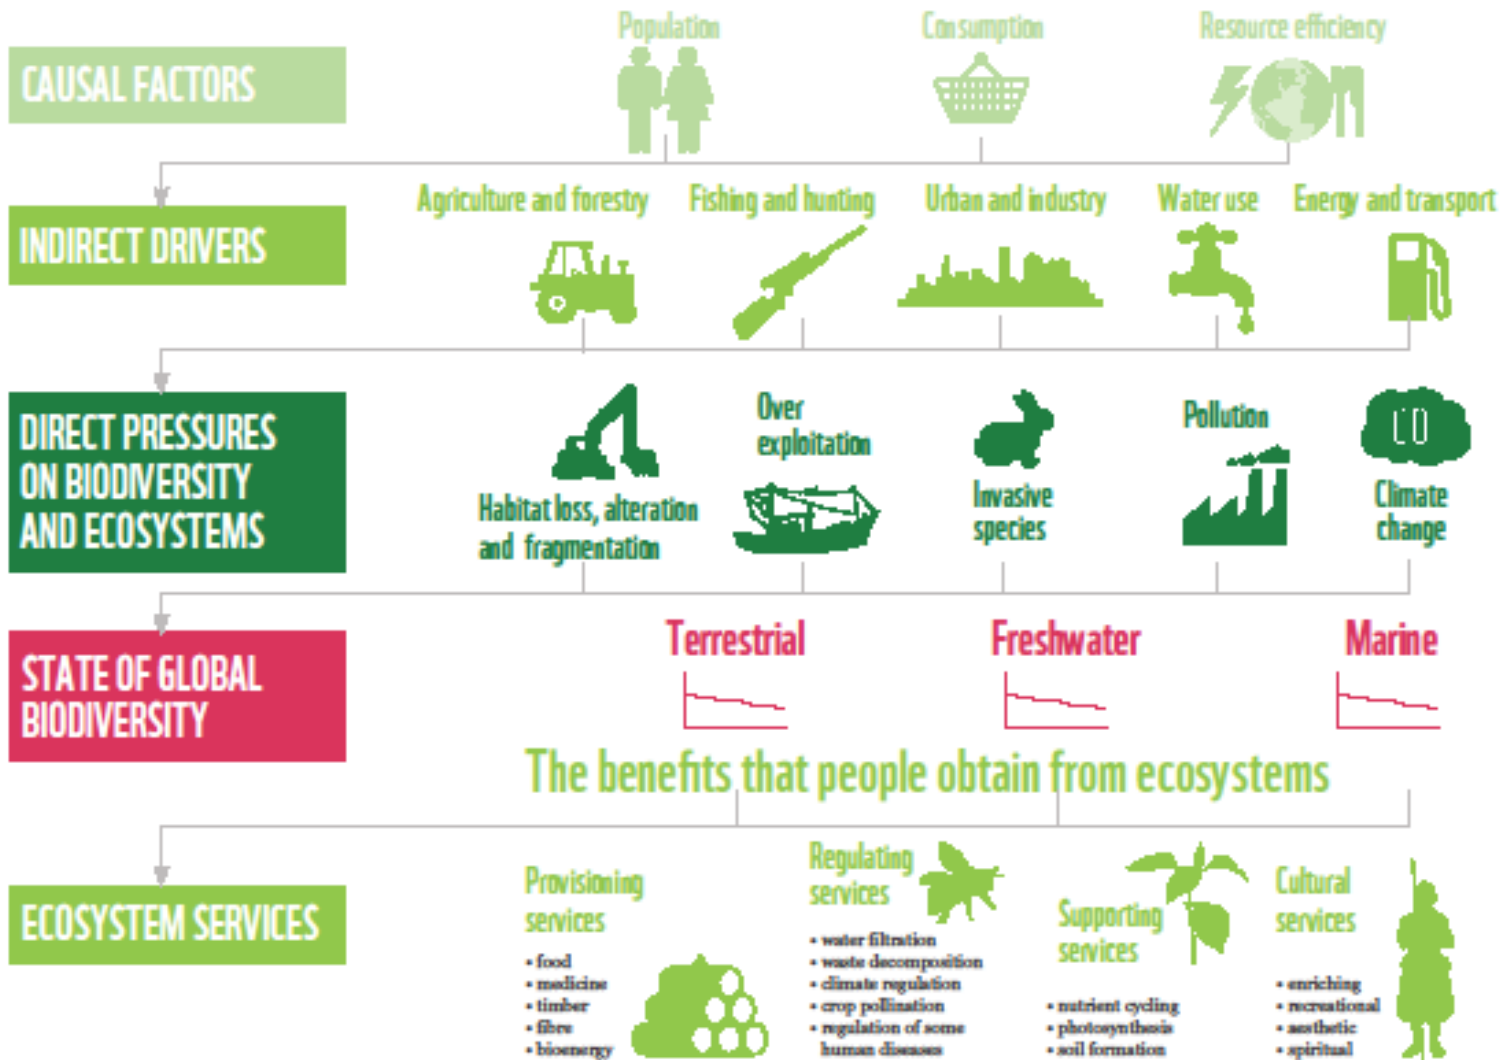 CAUSAL FACTORS
Population
Consumption
Resource efficiency
INDIRECT DRIVERS
Agriculture and forestry
Fishing and hunting
Urban and industry
Water use
Energy and transport
DIRECT PRESSURES
ON BIODIVERSITY
AND ECOSYSTEMS
Habitat loss, alteration
and fragmentation
Over
exploitation
Invasive
species
Pollution
CO
Climate
change
STATE OF GLOBAL
BIODIVERSITY
Terrestrial
Freshwater
Marine
The benefits that people obtain from ecosystems
ECOSYSTEM SERVICES
Provisioning
services
• food
• medicine
• timber
• fibre
• bioenergy
Regulating
services
• water filtration
• waste decomposition
• climate regulation
• crop pollination
• regulation of some
human diseases
Supporting
services
• nutrient cycling
• photosynthesis
• soil formation
Cultural
services
• enriching
• recreational
• aesthetic
• spiritual